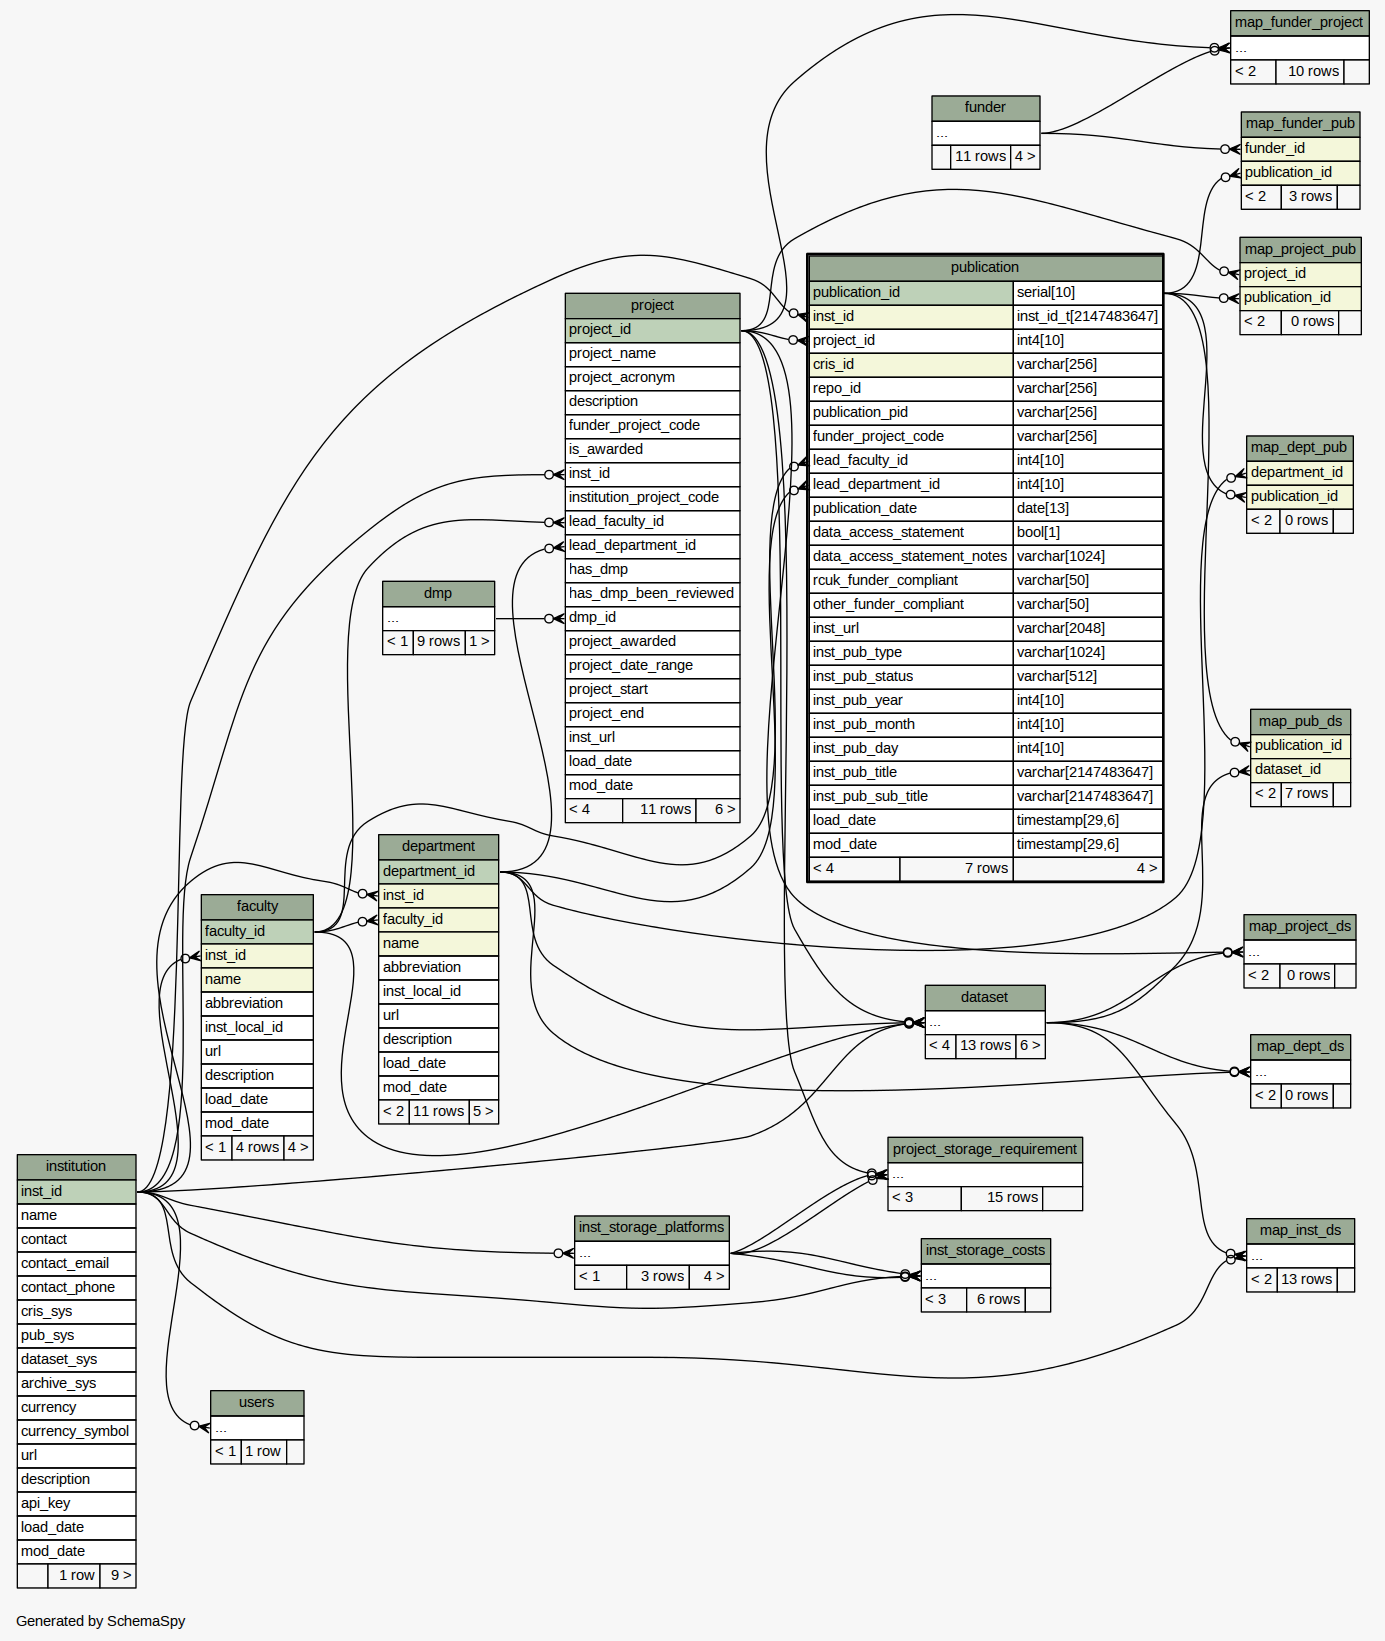 map_funder_project
...
< 2 10 rows
funder
...
11 rows 4 >
map_funder_pub
funder_id
publication_id
< 2 3 rows
map_project_pub
project_id
publication_id
< 2 0 rows
publication
publication_id serial[10]
inst_id inst_id_t[2147483647]
project_id int4[10]
cris_id varchar[256]
repo_id varchar[256]
publication_pid varchar[256]
funder_project_code varchar[256]
lead_faculty_id int4[10]
lead_department_id int4[10]
publication_date date[13]
data_access_statement bool[1]
data_access_statement_notes varchar[1024]
rcuk_funder_compliant varchar[50]
other_funder_compliant varchar[50]
inst_url varchar[2048]
inst_pub_type varchar[1024]
inst_pub_status varchar[512]
inst_pub_year int4[10]
inst_pub_month int4[10]
inst_pub_day int4[10]
inst_pub_title varchar[2147483647]
inst_pub_sub_title varchar[2147483647]
load_date timestamp[29,6]
mod_date timestamp[29,6]
< 4 7 rows 4 >
project
project_id
project_name
project_acronym
description
funder_project_code
is_awarded
inst_id
institution_project_code
lead_faculty_id
lead_department_id
has_dmp
has_dmp_been_reviewed
dmp_id
project_awarded
project_date_range
project_start
project_end
inst_url
load_date
mod_date
< 4 11 rows 6 >
map_dept_pub
department_id
publication_id
< 2 0 rows
dmp
...
< 1 9 rows 1 >
map_pub_ds
publication_id
dataset_id
< 2 7 rows
department
department_id
inst_id
faculty_id
name
abbreviation
inst_local_id
url
description
load_date
mod_date
< 2 11 rows 5 >
faculty
faculty_id
inst_id
name
abbreviation
inst_local_id
url
description
load_date
mod_date
< 1 4 rows 4 >
map_project_ds
...
< 2 0 rows
dataset
...
< 4 13 rows 6 >
map_dept_ds
...
< 2 0 rows
project_storage_requirement
...
< 3 15 rows
institution
inst_id
name
contact
contact_email
contact_phone
cris_sys
pub_sys
dataset_sys
archive_sys
currency
currency_symbol
url
description
api_key
load_date
mod_date
1 row 9 >
inst_storage_platforms
...
< 1 3 rows 4 >
inst_storage_costs
...
< 3 6 rows
map_inst_ds
...
< 2 13 rows
users
...
< 1 1 row
Generated by SchemaSpy